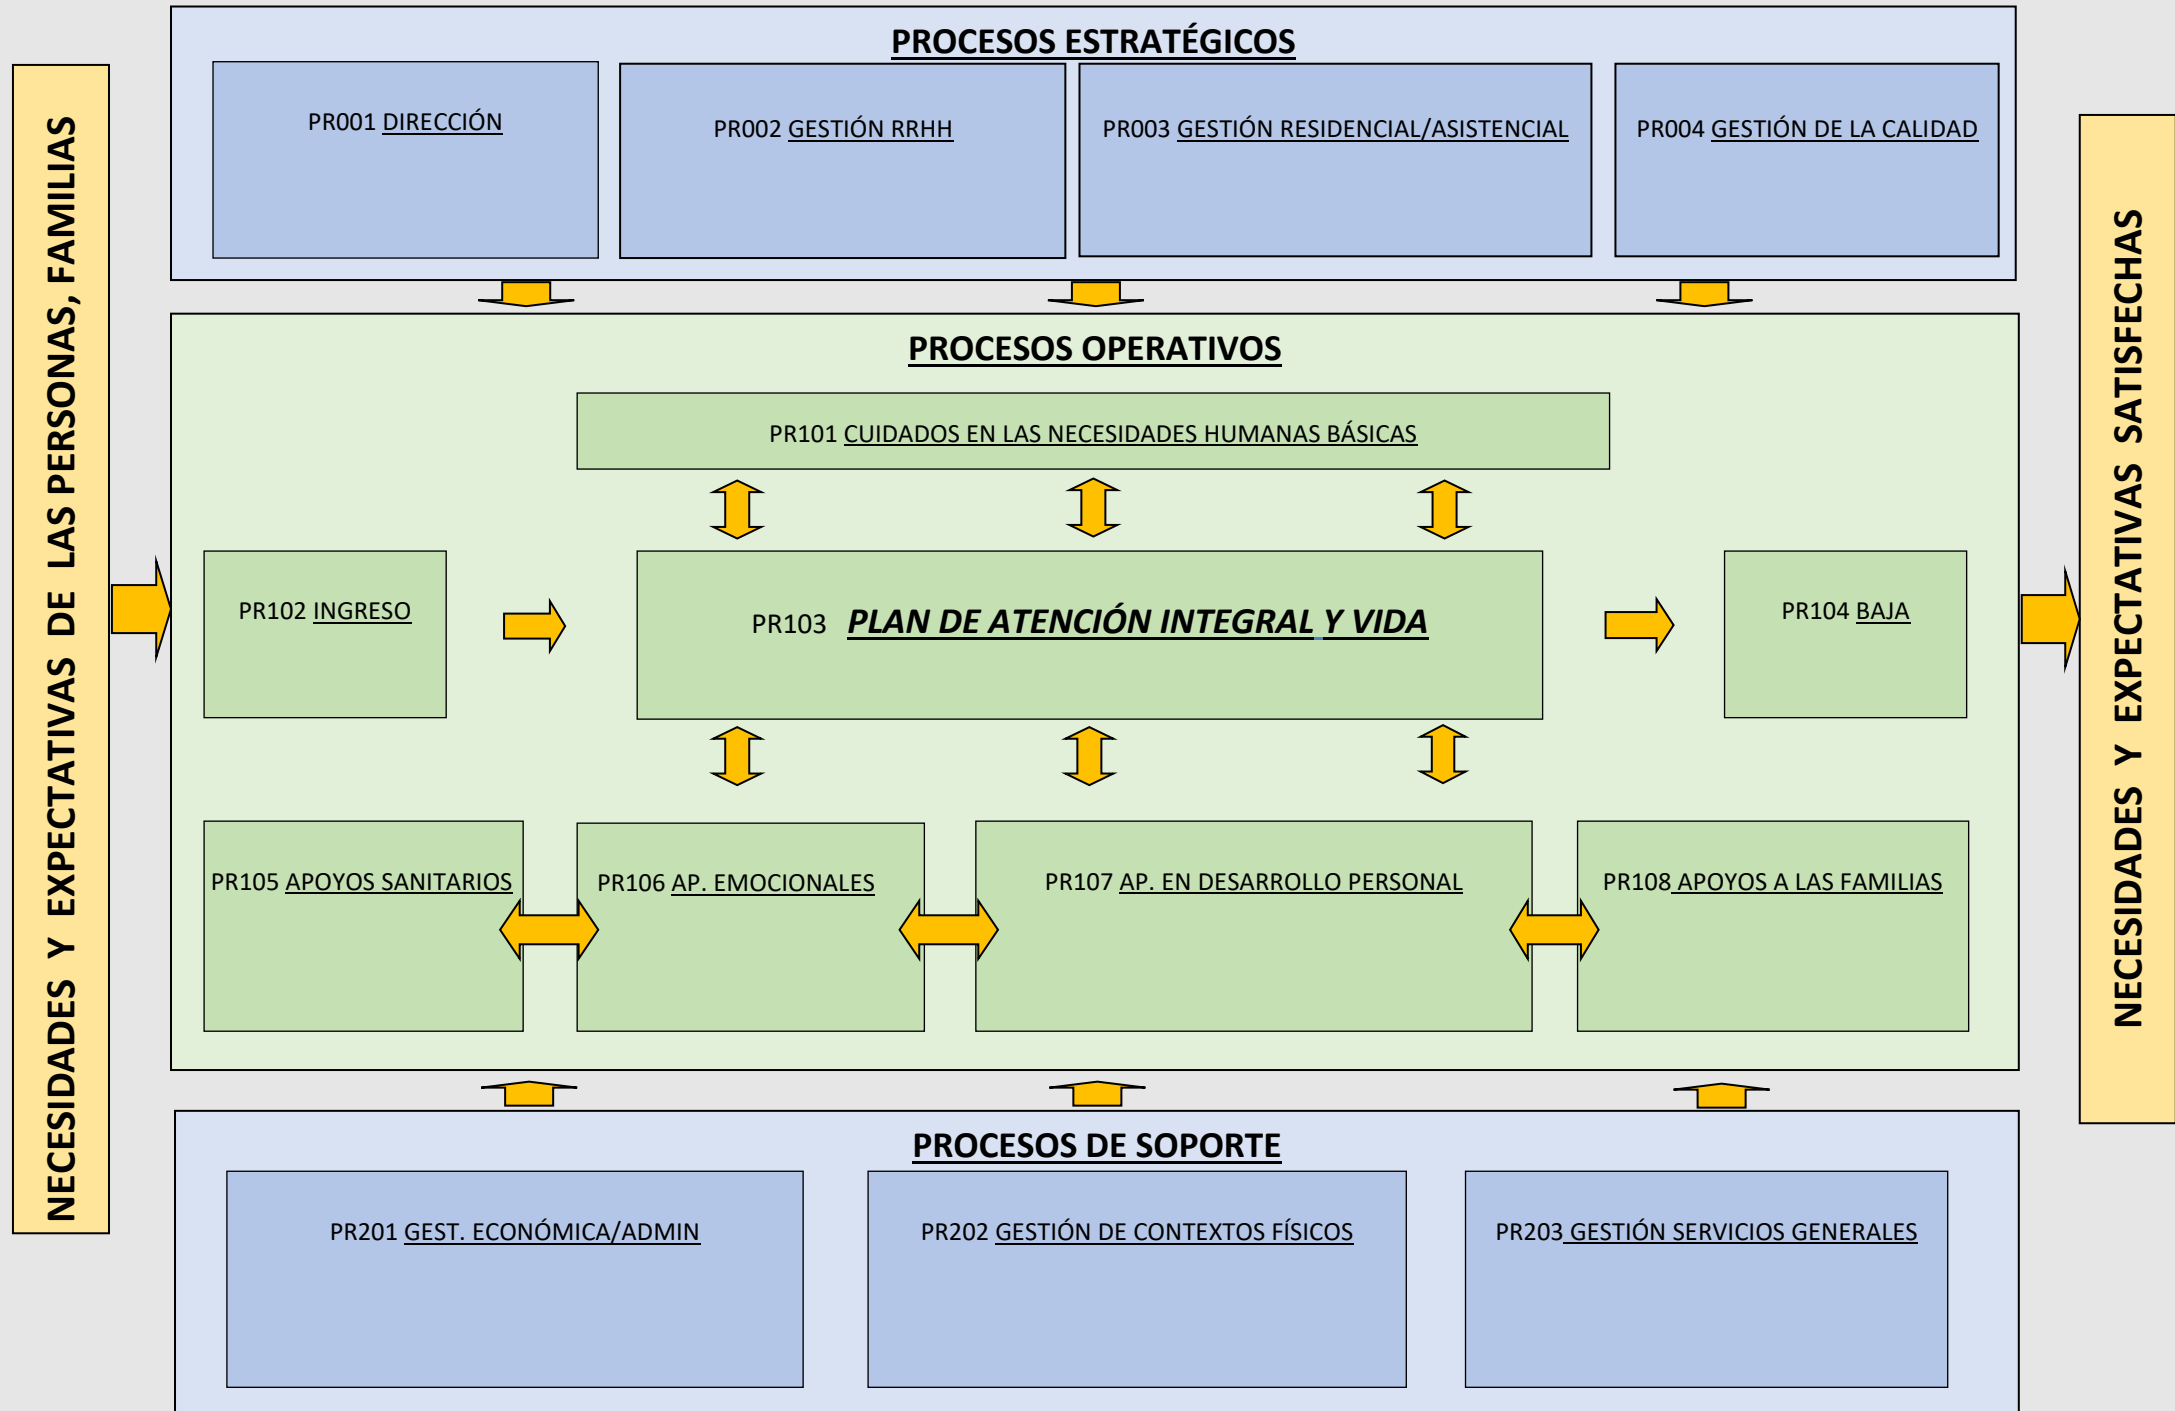 PROCESOS ESTRATÉGICOS
PR001 DIRECCIÓN
PR002 GESTIÓN RRHH
PR003 GESTIÓN RESIDENCIAL/ASISTENCIAL
PR004 GESTIÓN DE LA CALIDAD
NECESIDADES Y EXPECTATIVAS DE LAS PERSONAS, FAMILIAS
PROCESOS OPERATIVOS
PR101 CUIDADOS EN LAS NECESIDADES HUMANAS BÁSICAS
PR102 INGRESO
PR103 PLAN DE ATENCIÓN INTEGRAL Y VIDA
PR104 BAJA
PR105 APOYOS SANITARIOS
PR106 AP. EMOCIONALES
PR107 AP. EN DESARROLLO PERSONAL
PR108 APOYOS A LAS FAMILIAS
NECESIDADES Y EXPECTATIVAS SATISFECHAS
PROCESOS DE SOPORTE
PR201 GEST. ECONÓMICA/ADMIN
PR202 GESTIÓN DE CONTEXTOS FÍSICOS
PR203 GESTIÓN SERVICIOS GENERALES